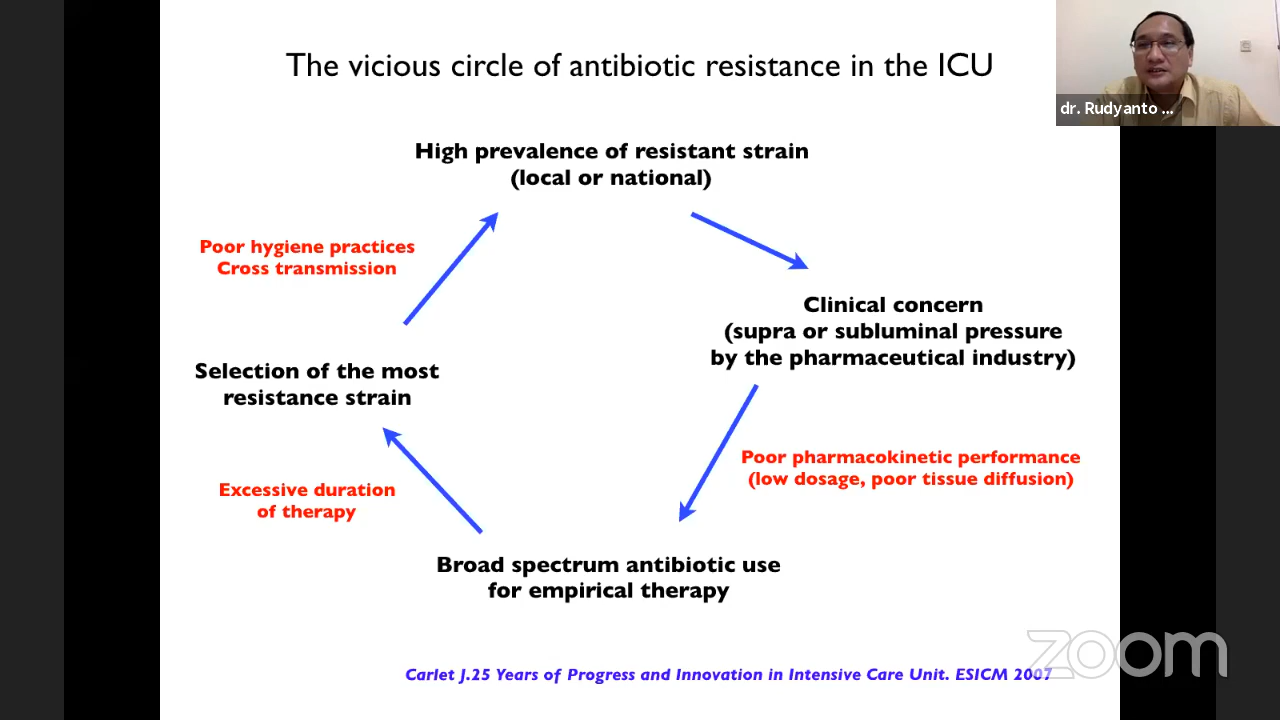 The vicious circle of antibiotic resistance in the ICU
dr. Rudyanto ...
High prevalence of resistant strain
(local or national)
Poor hygiene practices
Cross transmission
Clinical concern
(supra or subluminal pressure
by the pharmaceutical industry)
Selection of the most
resistance strain
Poor pharmacokinetic performance
(low dosage, poor tissue diffusion)
Excessive duration
of therapy
Broad spectrum antibiotic use
for empirical therapy
Carlet J.25 Years of Progress and Innovation in Intensive Care Unit. ESICM 2007
zoom